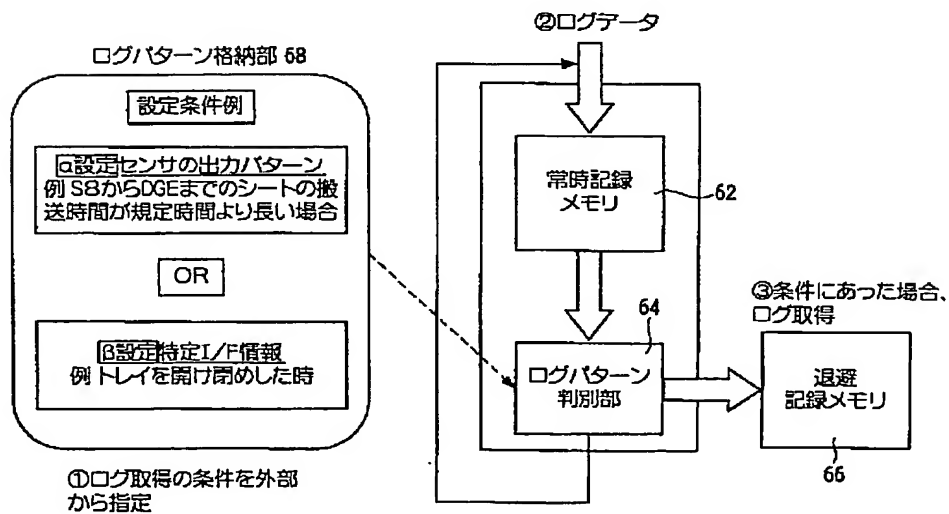 ログパターン格納部 68
設定条件例
α設定センサの出力パターン
例 S8からDGEまでのシートの搬
送時間が規定時間より長い場合
OR
β設定特定I/F情報
例 トレイを開け閉めした時
①ログ取得の条件を外部
から指定
②ログデータ
常時記録
メモリ
62
64
ログパターン
判別部
③条件にあった場合、
ログ取得
退避
記録メモリ
66